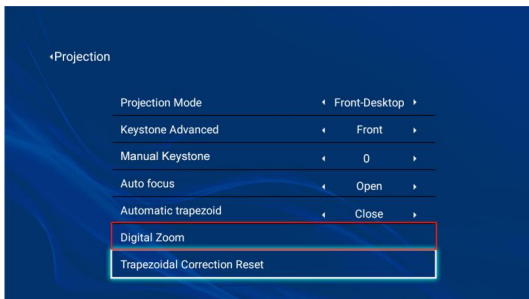 Projection
Projection Mode Front-Desktop
Keystone Advanced Front
Manual Keystone 0
Auto focus Open
Automatic trapezoid Close
Digital Zoom
Trapezoidal Correction Reset